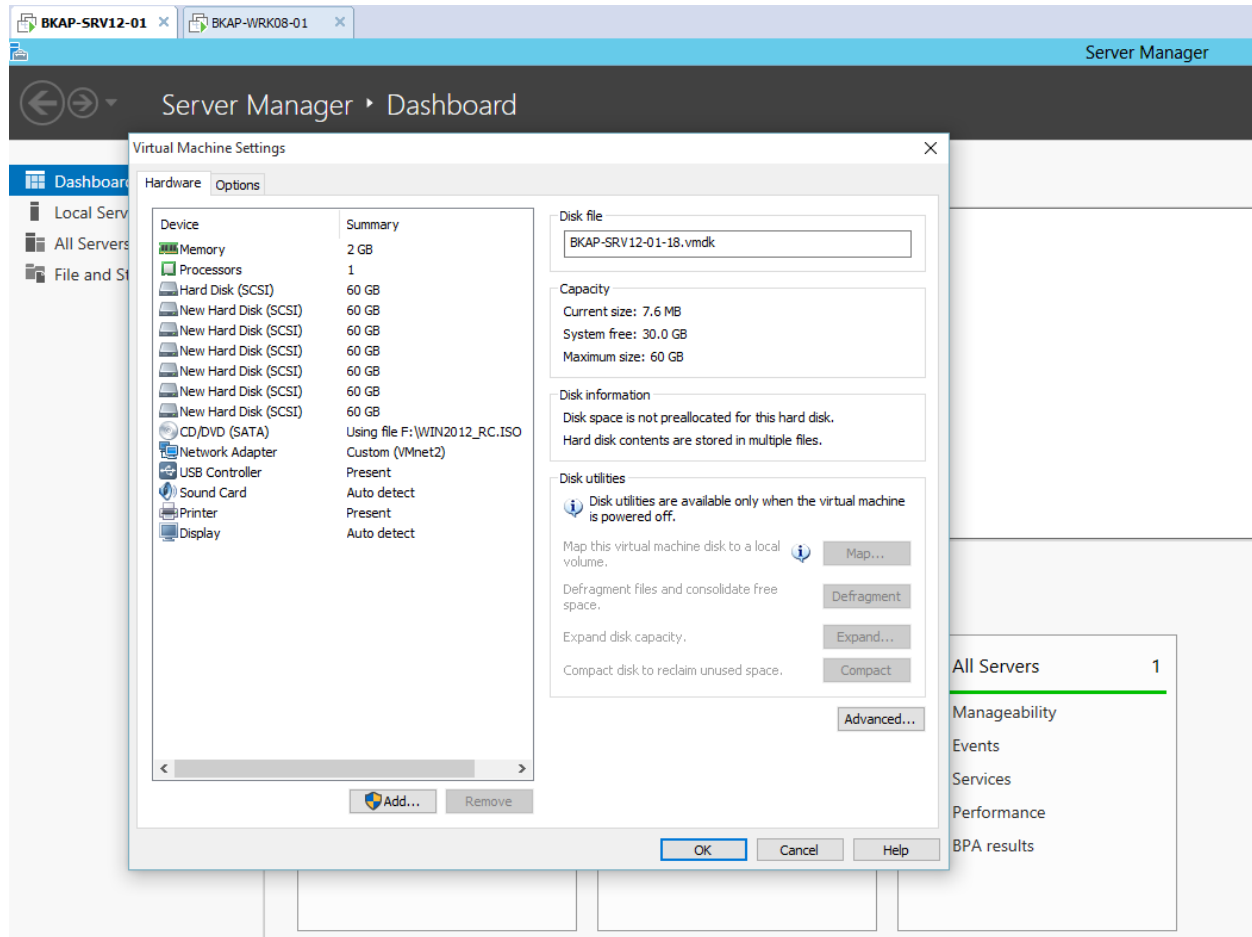 BKAP-SRV12-01 ×
BKAP-WRK08-01 ×
Server Manager
Server Manager ‣ Dashboard
Virtual Machine Settings
Dashboard
Local Serv
All Servers
File and St
Hardware Options
Device Summary
Memory 2 GB
Processors 1
Hard Disk (SCSI) 60 GB
New Hard Disk (SCSI) 60 GB
New Hard Disk (SCSI) 60 GB
New Hard Disk (SCSI) 60 GB
New Hard Disk (SCSI) 60 GB
New Hard Disk (SCSI) 60 GB
New Hard Disk (SCSI) 60 GB
CD/DVD (SATA) Using file F:\WIN2012_RC.ISO
Network Adapter Custom (VMnet2)
USB Controller Present
Sound Card Auto detect
Printer Present
Display Auto detect
Add... Remove
Disk file
BKAP-SRV12-01-18.vmdk
Capacity
Current size: 7.6 MB
System free: 30.0 GB
Maximum size: 60 GB
Disk information
Disk space is not preallocated for this hard disk.
Hard disk contents are stored in multiple files.
Disk utilities
Disk utilities are available only when the virtual machine
is powered off.
Map this virtual machine disk to a local
volume.
Map...
Defragment files and consolidate free
space.
Defragment
Expand disk capacity. Expand...
Compact disk to reclaim unused space. Compact
Advanced...
OK Cancel Help
All Servers 1
Manageability
Events
Services
Performance
BPA results